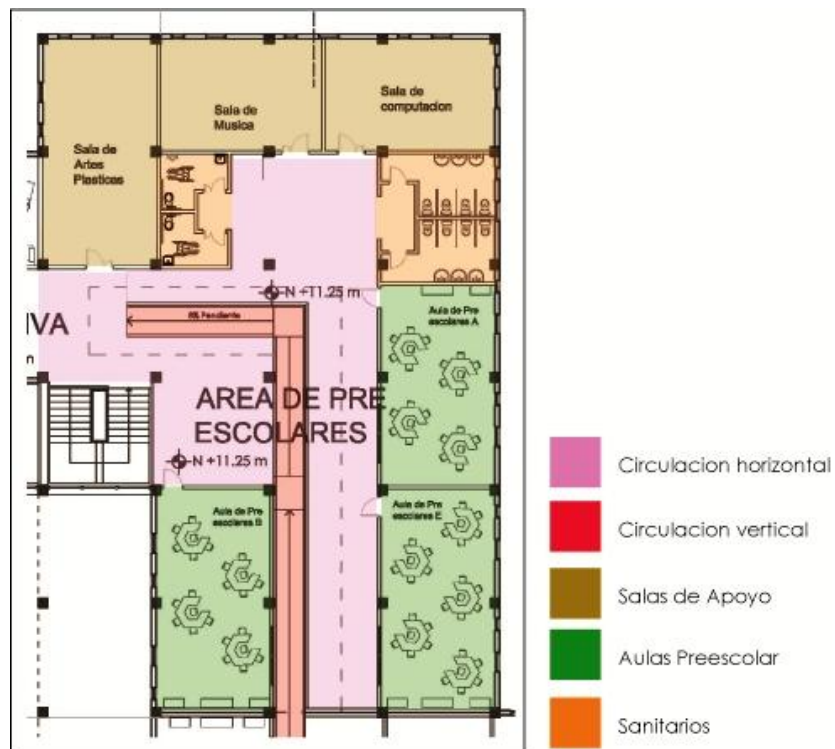 Sala de
Artes
Plasticas
Sala de
Musica
Sala de
computacion
N +11.25 m
8% Pendiente
IVA
Aula de Pre
escolares A
AREA DE PRE
ESCOLARES
N +11.25 m
Aula de Pre
escolares B
Aula de Pre
escolares E
Circulacion horizontal
Circulacion vertical
Salas de Apoyo
Aulas Preescolar
Sanitarios